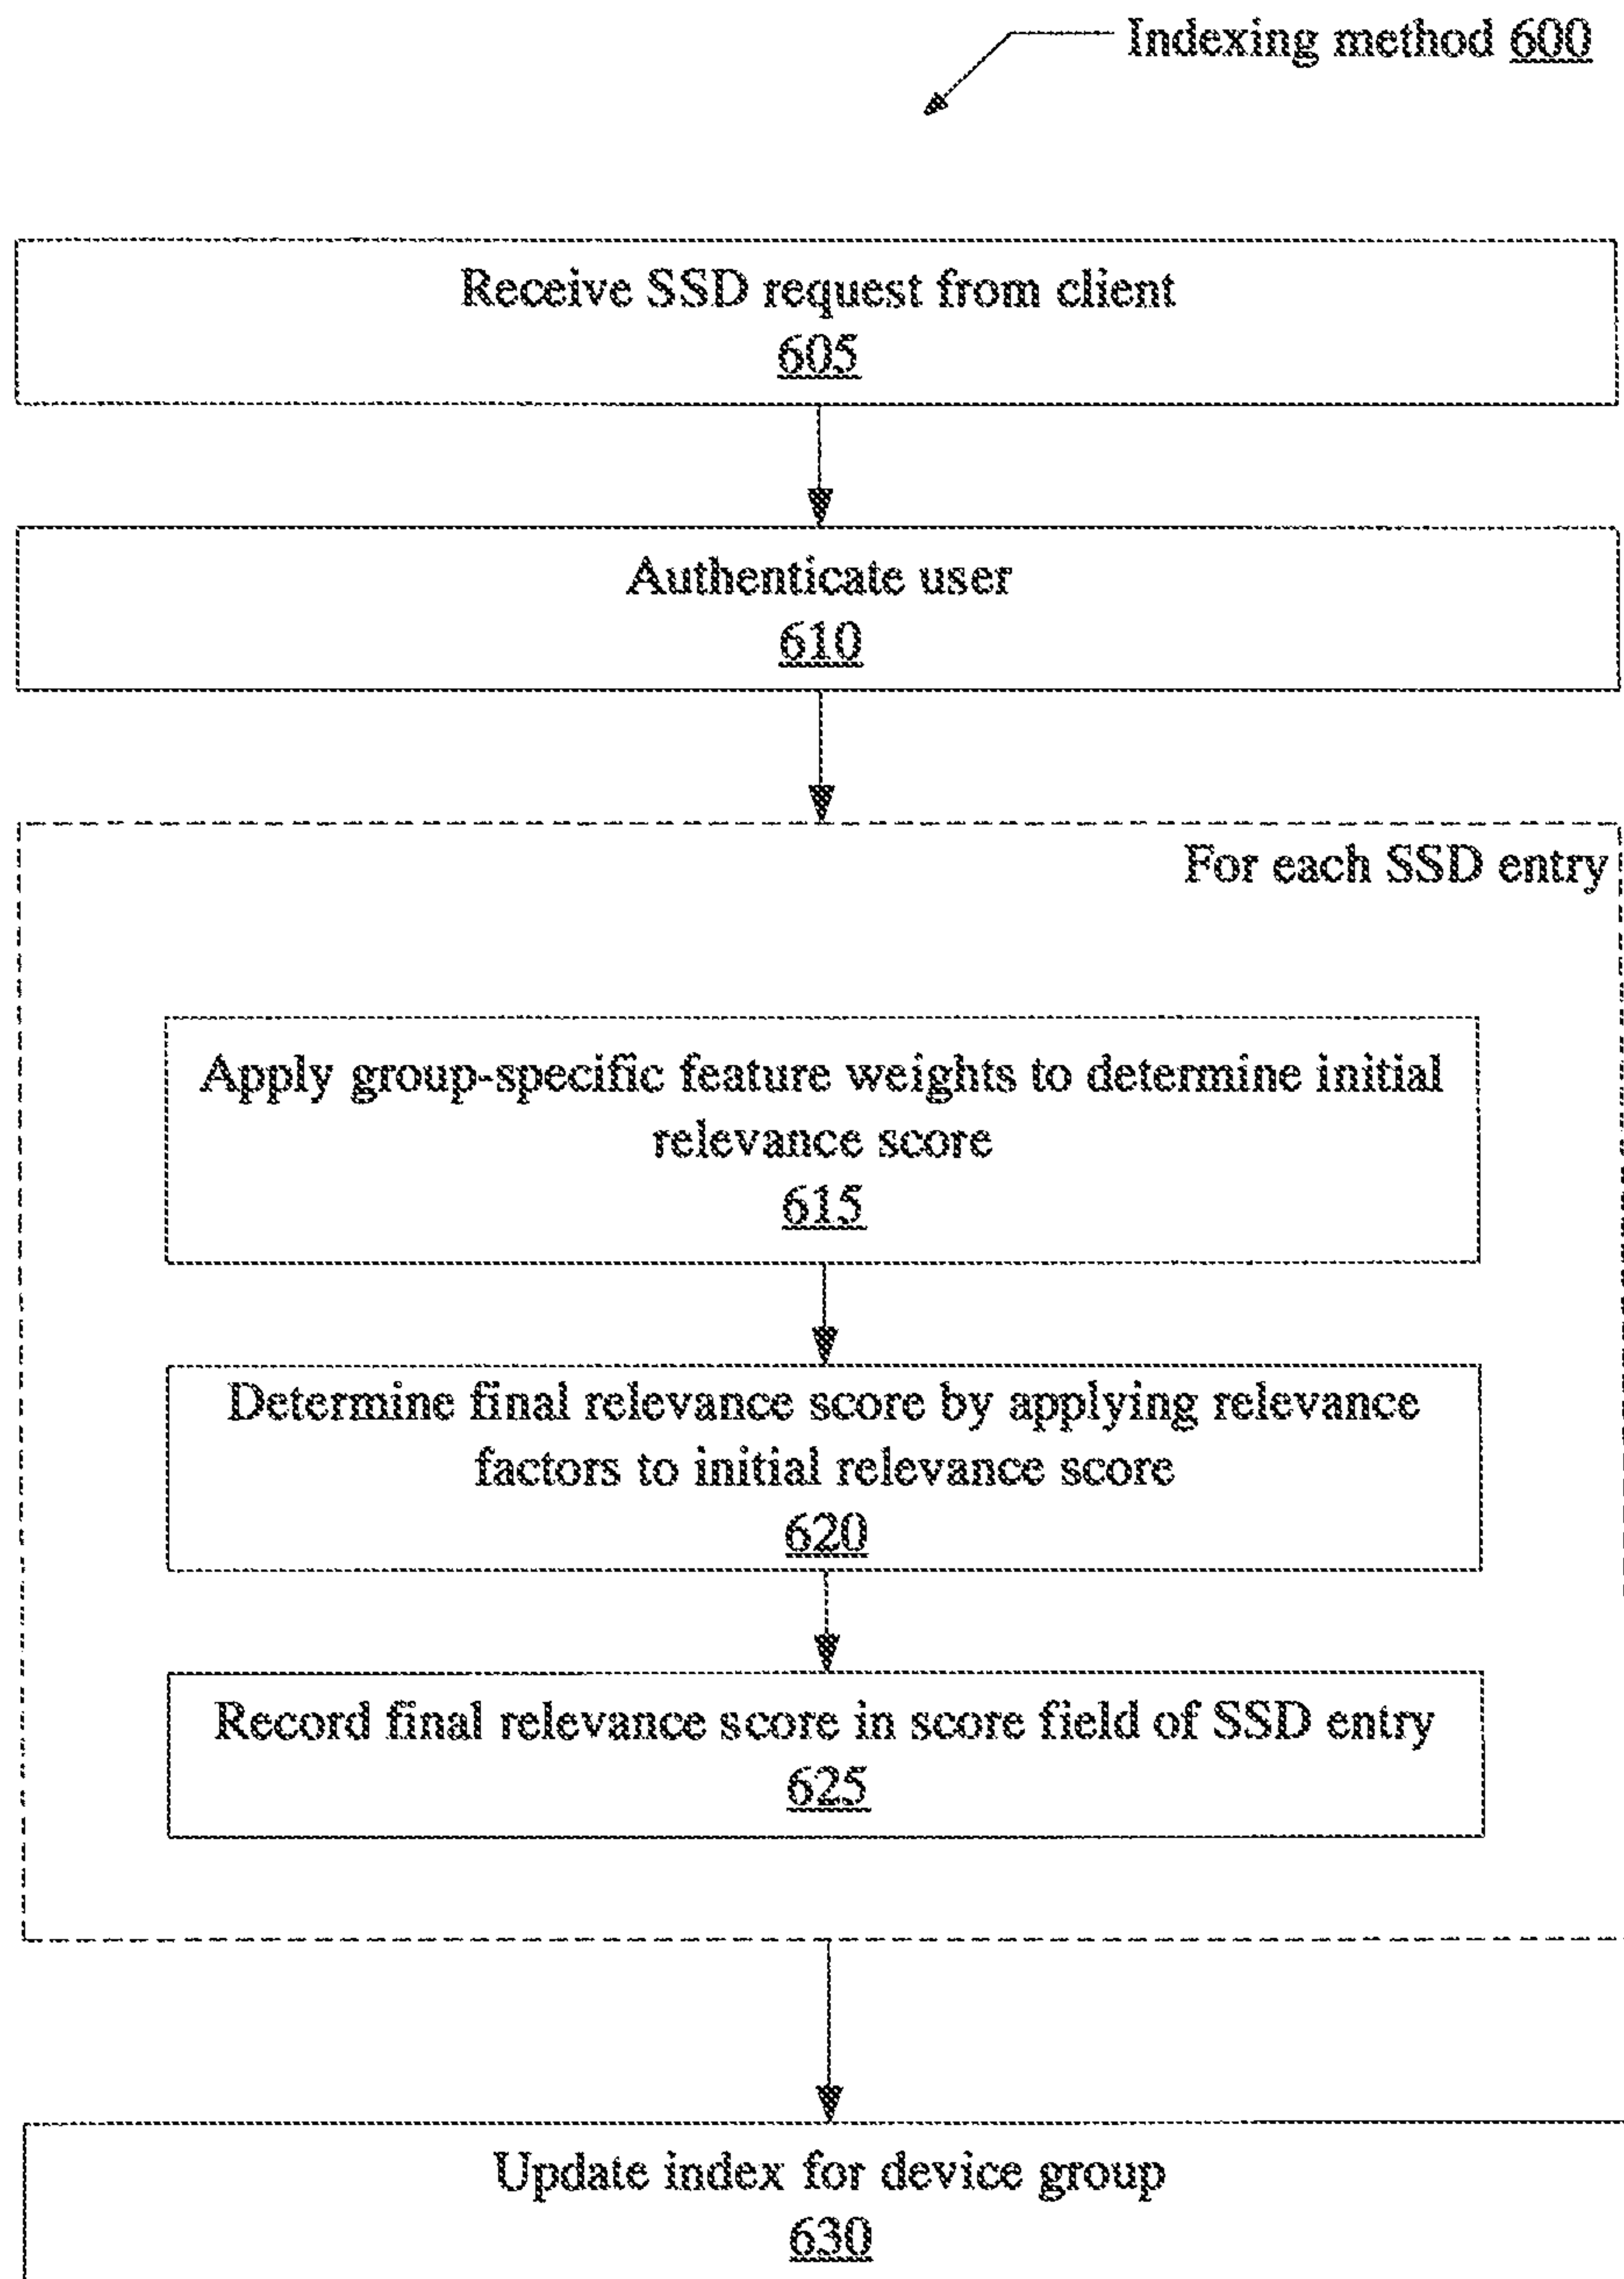 Indexing method 600
Receive SSD request from client
605
Authenticate user
610
For each SSD entry
Apply group-specific feature weights to determine initial
relevance score
615
Determine final relevance score by applying relevance
factors to initial relevance score
620
Record final relevance score in score field of SSD entry
625
Update index for device group
630